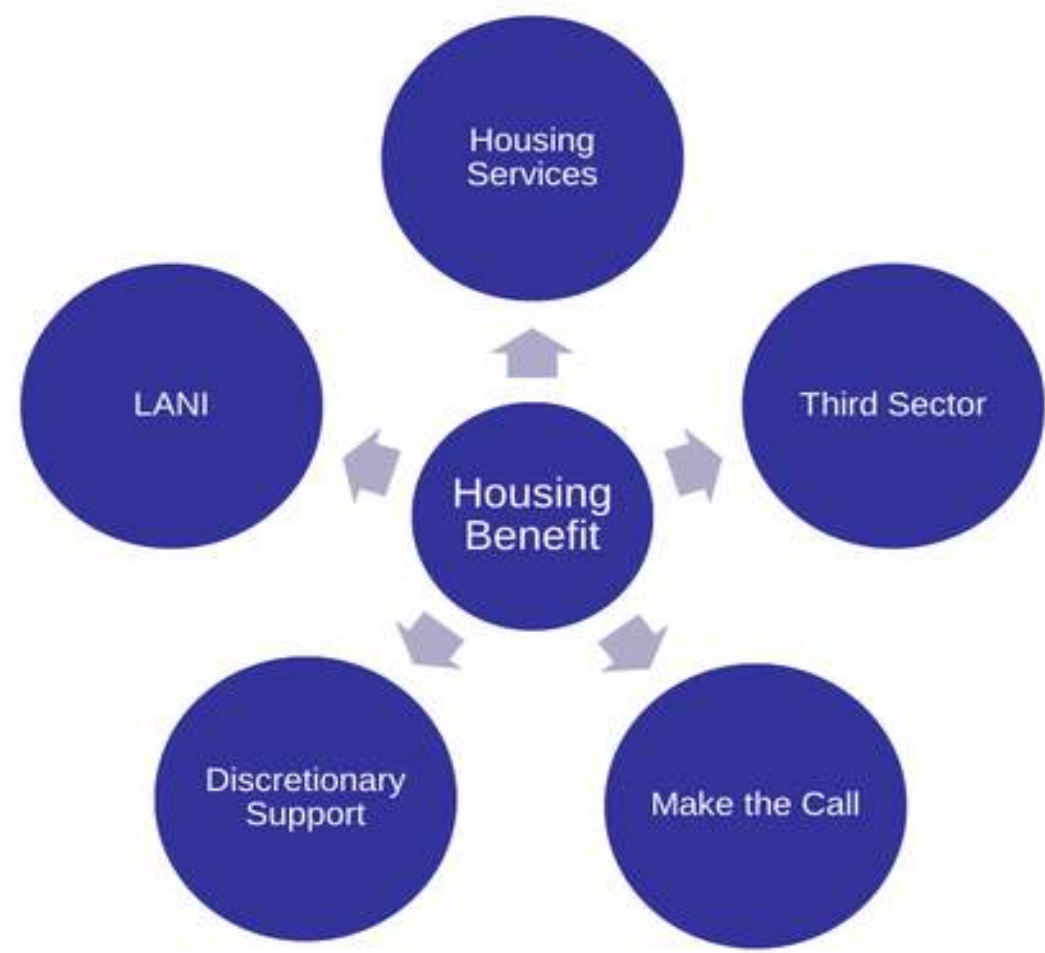 Housing
Services
LANI
Third Sector
Housing
Benefit
Discretionary
Support
Make the Call